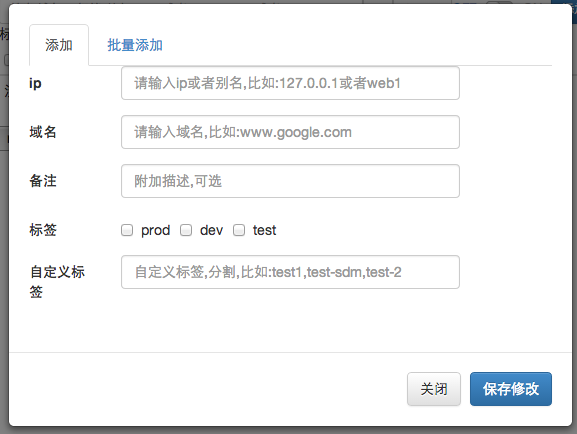 添加 批量添加
ip 请输入ip或者别名,比如:127.0.0.1或者web1
域名 请输入域名,比如:www.google.com
备注 附加描述,可选
标签 prod dev test
自定义标签 自定义标签,分割,比如:test1,test-sdm,test-2
关闭 保存修改